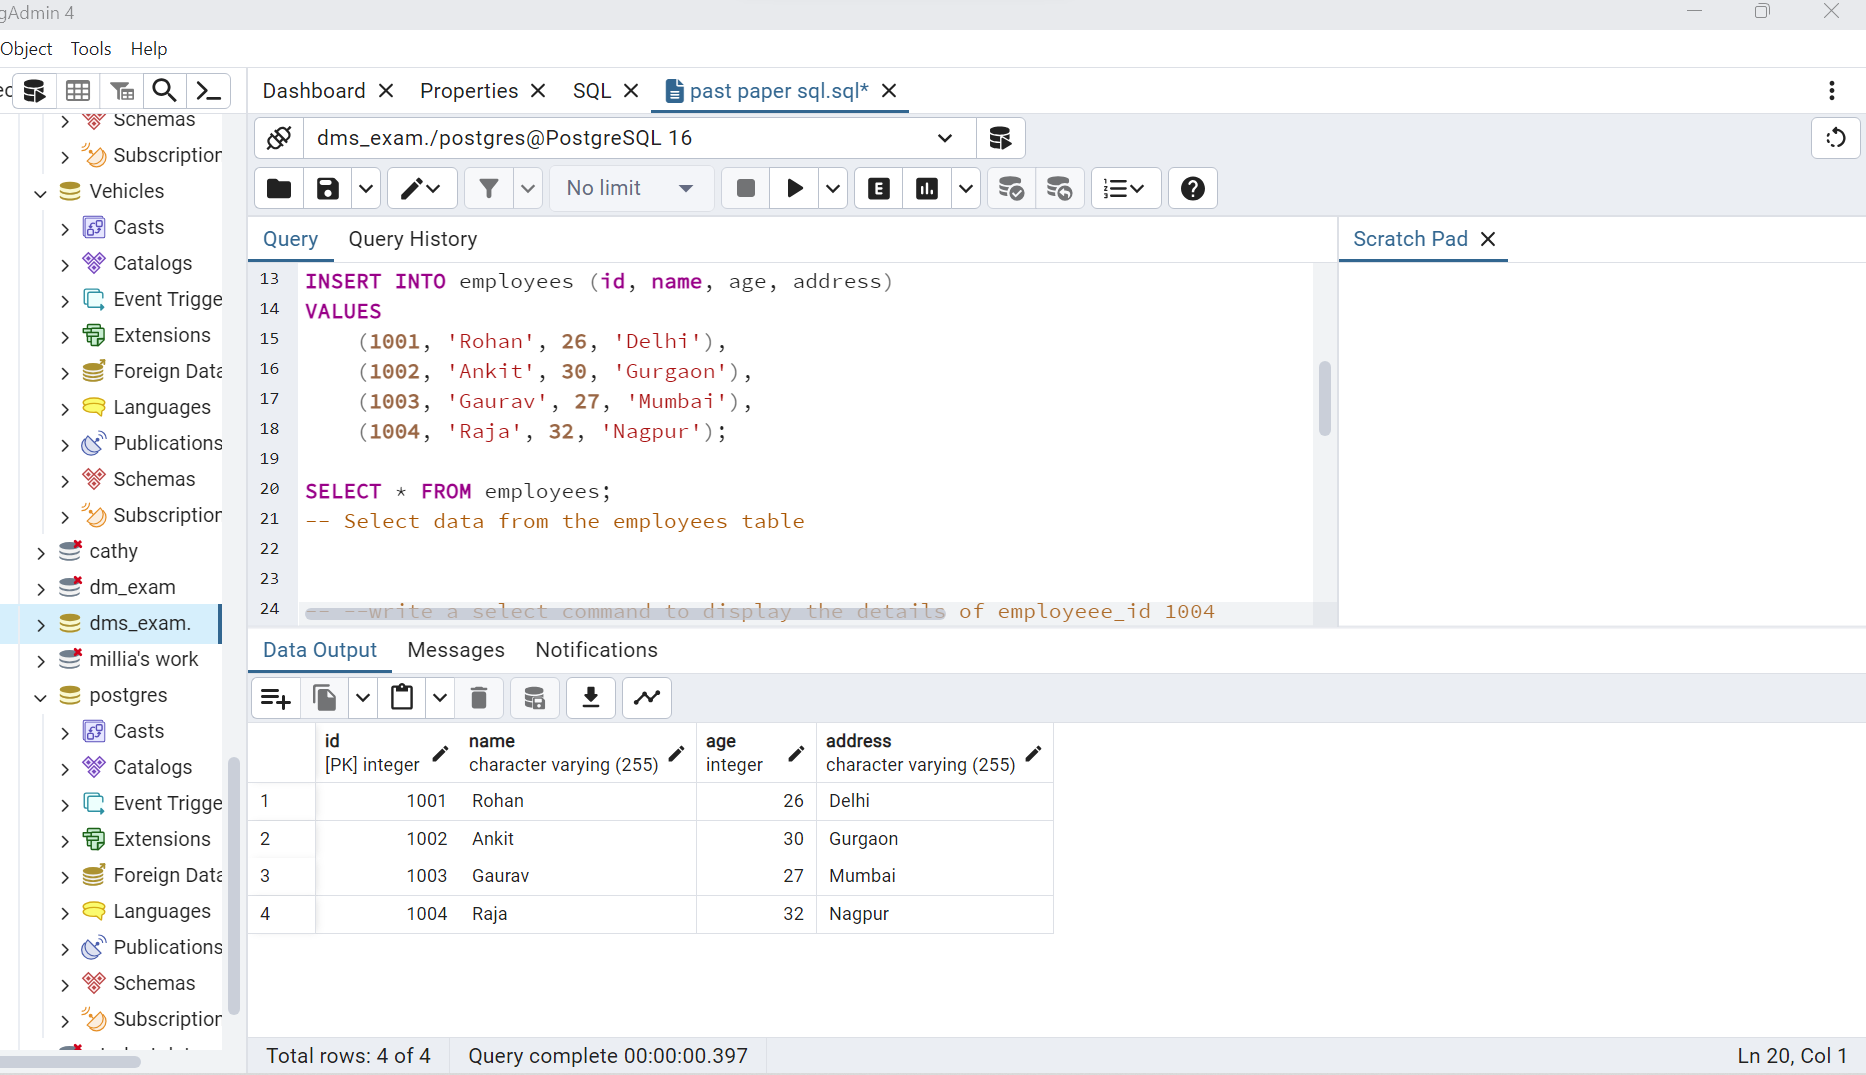 gAdmin 4
Object Tools Help
Dashboard Properties SQL past paper sql.sql*
dms_exam./postgres@PostgreSQL 16
No limit
E
Query Query History
Scratch Pad
Schemas
Subscription
Vehicles
Casts
Catalogs
Event Trigge
Extensions
Foreign Data
Languages
Publications
Schemas
Subscription
cathy
dm_exam
dms_exam.
millia's work
postgres
Casts
Catalogs
Event Trigge
Extensions
Foreign Data
Languages
Publications
Schemas
Subscription
13 INSERT INTO employees (id, name, age, address)
14 VALUES
15 (1001, 'Rohan', 26, 'Delhi'),
16 (1002, 'Ankit', 30, 'Gurgaon'),
17 (1003, 'Gaurav', 27, 'Mumbai'),
18 (1004, 'Raja', 32, 'Nagpur');
19
20 SELECT * FROM employees;
21 -- Select data from the employees table
22
23
24 -- --write a select command to display the details of employeee_id 1004
Data Output Messages Notifications
id name age address
[PK] integer character varying (255) integer character varying (255)
1 1001 Rohan 26 Delhi
2 1002 Ankit 30 Gurgaon
3 1003 Gaurav 27 Mumbai
4 1004 Raja 32 Nagpur
Total rows: 4 of 4 Query complete 00:00:00.397 Ln 20, Col 1